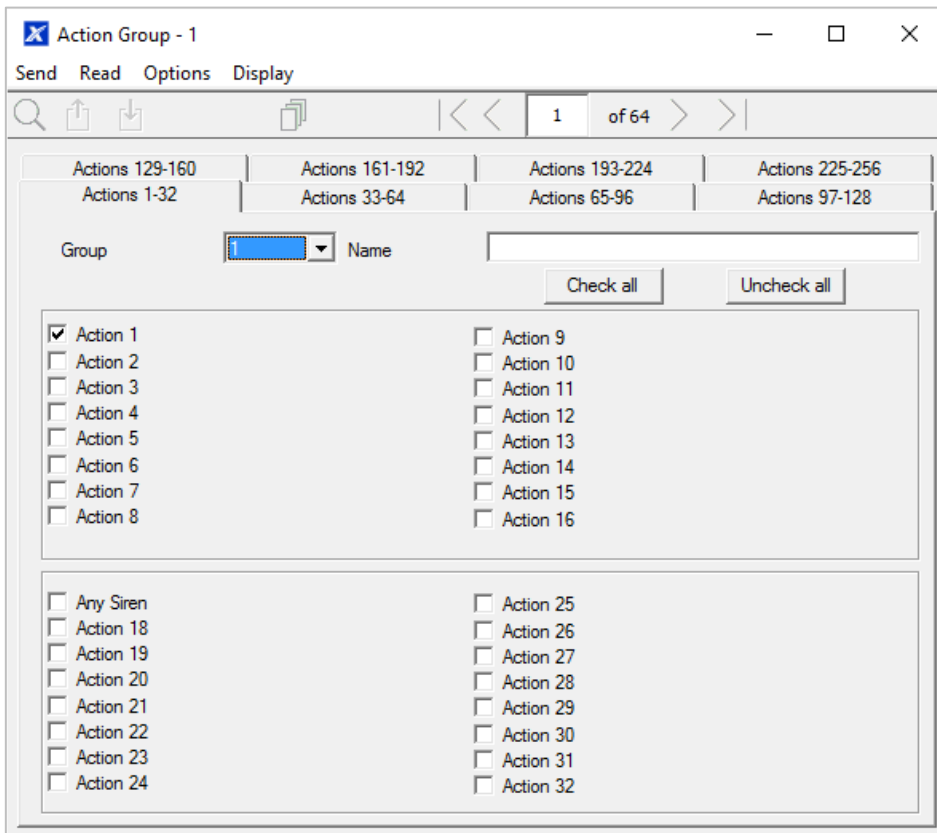 Action Group - 1
Send Read Options Display
1 of 64
Actions 129-160 Actions 161-192 Actions 193-224 Actions 225-256
Actions 1-32 Actions 33-64 Actions 65-96 Actions 97-128
Group 1 Name
Check all Uncheck all
Action 1
Action 2
Action 3
Action 4
Action 5
Action 6
Action 7
Action 8
Action 9
Action 10
Action 11
Action 12
Action 13
Action 14
Action 15
Action 16
Any Siren
Action 18
Action 19
Action 20
Action 21
Action 22
Action 23
Action 24
Action 25
Action 26
Action 27
Action 28
Action 29
Action 30
Action 31
Action 32